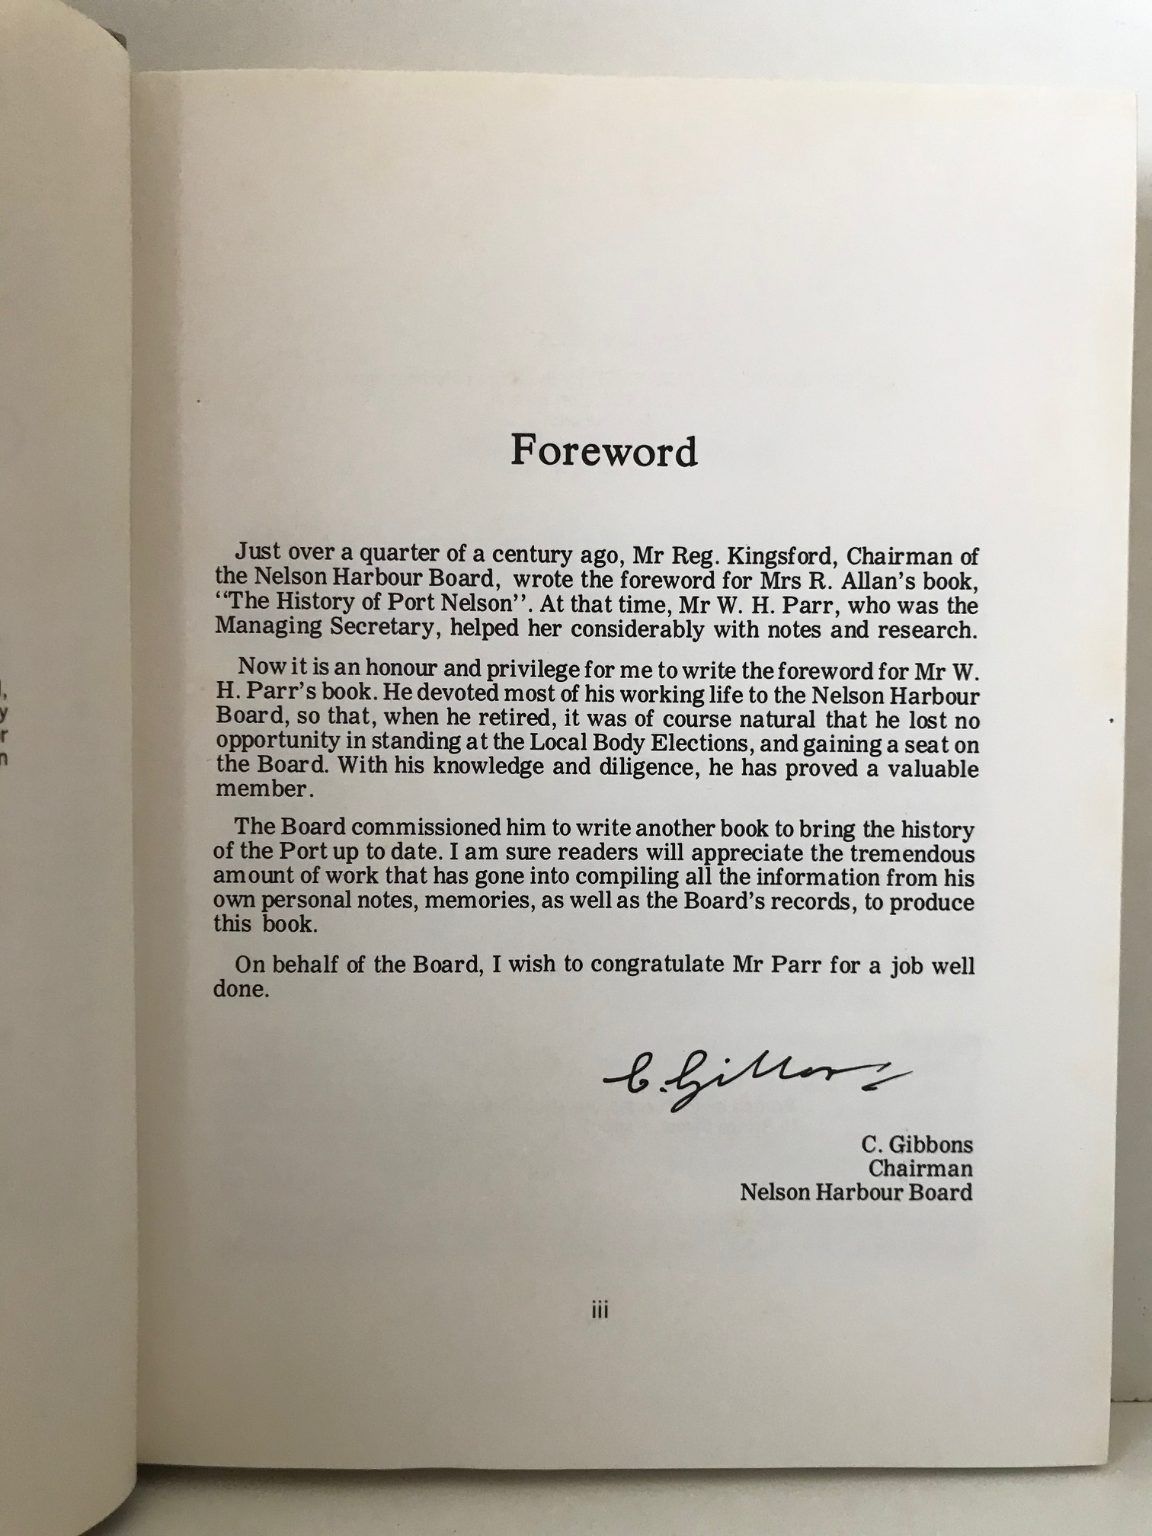 Foreword
Just over a quarter of a century ago, Mr Reg. Kingsford, Chairman of
the Nelson Harbour Board, wrote the foreword for Mrs R. Allan's book,
“The History of Port Nelson”. At that time, Mr W. H. Parr, who was the
Managing Secretary, helped her considerably with notes and research.
Now it is an honour and privilege for me to write the foreword for Mr W.
H. Parr's book. He devoted most of his working life to the Nelson Harbour
Board, so that, when he retired, it was of course natural that he lost no
opportunity in standing at the Local Body Elections, and gaining a seat on
the Board. With his knowledge and diligence, he has proved a valuable
member.
The Board commissioned him to write another book to bring the history
of the Port up to date. I am sure readers will appreciate the tremendous
amount of work that has gone into compiling all the information from his
own personal notes, memories, as well as the Board's records, to produce
this book.
On behalf of the Board, I wish to congratulate Mr Parr for a job well
done.
C. Gibbons
C. Gibbons
Chairman
Nelson Harbour Board
iii